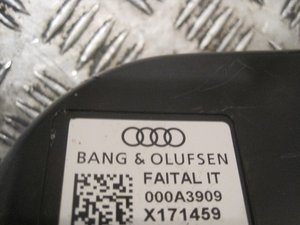 BANG & OLUFSEN
FAITAL IT
000A3909
X171459